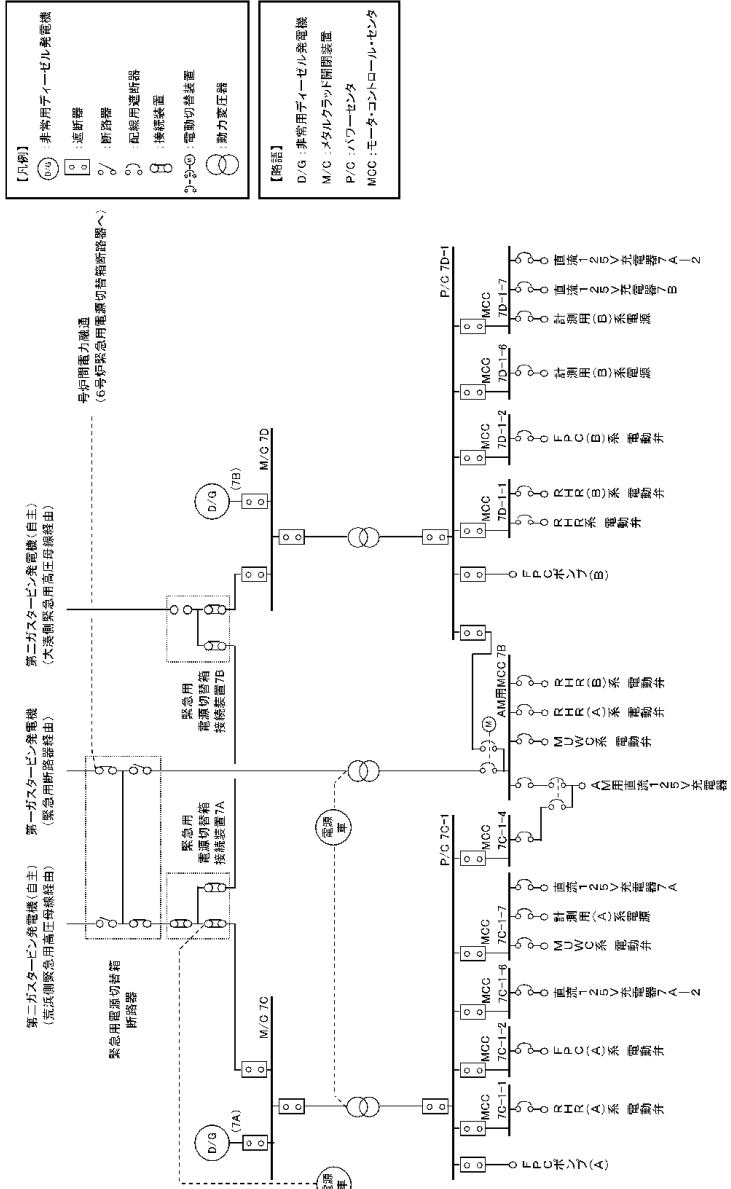 【凡例】
D/G :非常用ディーゼル発電機
:遮断器
:断路器
:配線用遮断器
:接続装置
M :電動切替装置
:動力変圧器
【略語】
D/G :非常用ディーゼル発電機
M/C :メタルクラッド開閉装置
P/C :パワーセンタ
MCC :モータ・コントロール・センタ
第二ガスタービン発電機(自主)
(荒浜側緊急用高圧母線経由)
第一ガスタービン発電機
(緊急用断路器経由)
第二ガスタービン発電機(自主)
(大湊側緊急用高圧母線経由)
号炉間電力融通
(6号炉緊急用電源切替箱断路器へ)
緊急用電源切替箱
断路器
緊急用
電源切替箱
接続装置7A
緊急用
電源切替箱
接続装置7B
D/G
(7A)
M/C 7C
D/G
(7B)
M/C 7D
電源
車
電源
車
P/C 7C-1
P/C 7D-1
FPCポンプ(A)
MCC
7C-1-1
RHR(A)系 電動弁
MCC
7C-1-2
FPC(A)系 電動弁
MCC
7C-1-6
直流125V充電器7A-2
MCC
7C-1-7
MUWC系 電動弁
計測用(A)系電源
直流125V充電器7A
MCC
7C-1-4
AM用直流125V充電器
M
AM用MCC 7B
MUWC系 電動弁
RHR(A)系 電動弁
RHR(B)系 電動弁
FPCポンプ(B)
MCC
7D-1-1
RHR系 電動弁
RHR(B)系 電動弁
MCC
7D-1-2
FPC(B)系 電動弁
MCC
7D-1-6
計測用(B)系電源
MCC
7D-1-7
計測用(B)系電源
直流125V充電器7B
直流125V充電器7A-2